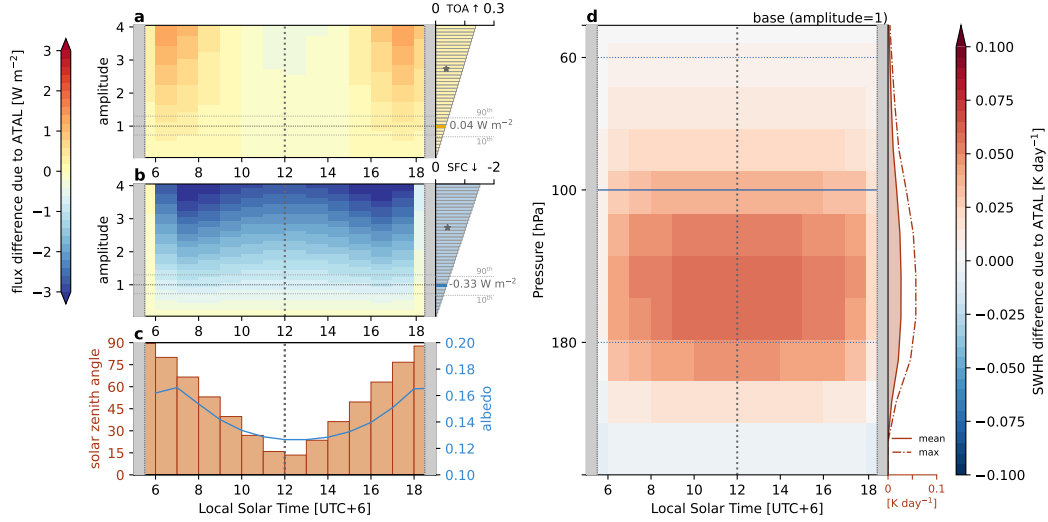 a
0 TOA ↑ 0.3
flux difference due to ATAL [W m−2]
3
2
1
0
−1
−2
−3
amplitude
4
3
2
1
90th
0.04 W m−2
10th
6 8 10 12 14 16 18
b
0 SFC ↓ -2
amplitude
4
3
2
1
90th
-0.33 W m−2
10th
6 8 10 12 14 16 18
c
solar zenith angle
90
75
60
45
30
15
0
0.20
0.18
0.16
0.14
0.12
0.10
albedo
6 8 10 12 14 16 18
Local Solar Time [UTC+6]
d
base (amplitude=1)
Pressure [hPa]
60
100
180
6 8 10 12 14 16 18
Local Solar Time [UTC+6]
mean
max
0 0.1
[K day−1]
0.100
0.075
0.050
0.025
0.000
−0.025
−0.050
−0.075
−0.100
SWHR difference due to ATAL [K day−1]